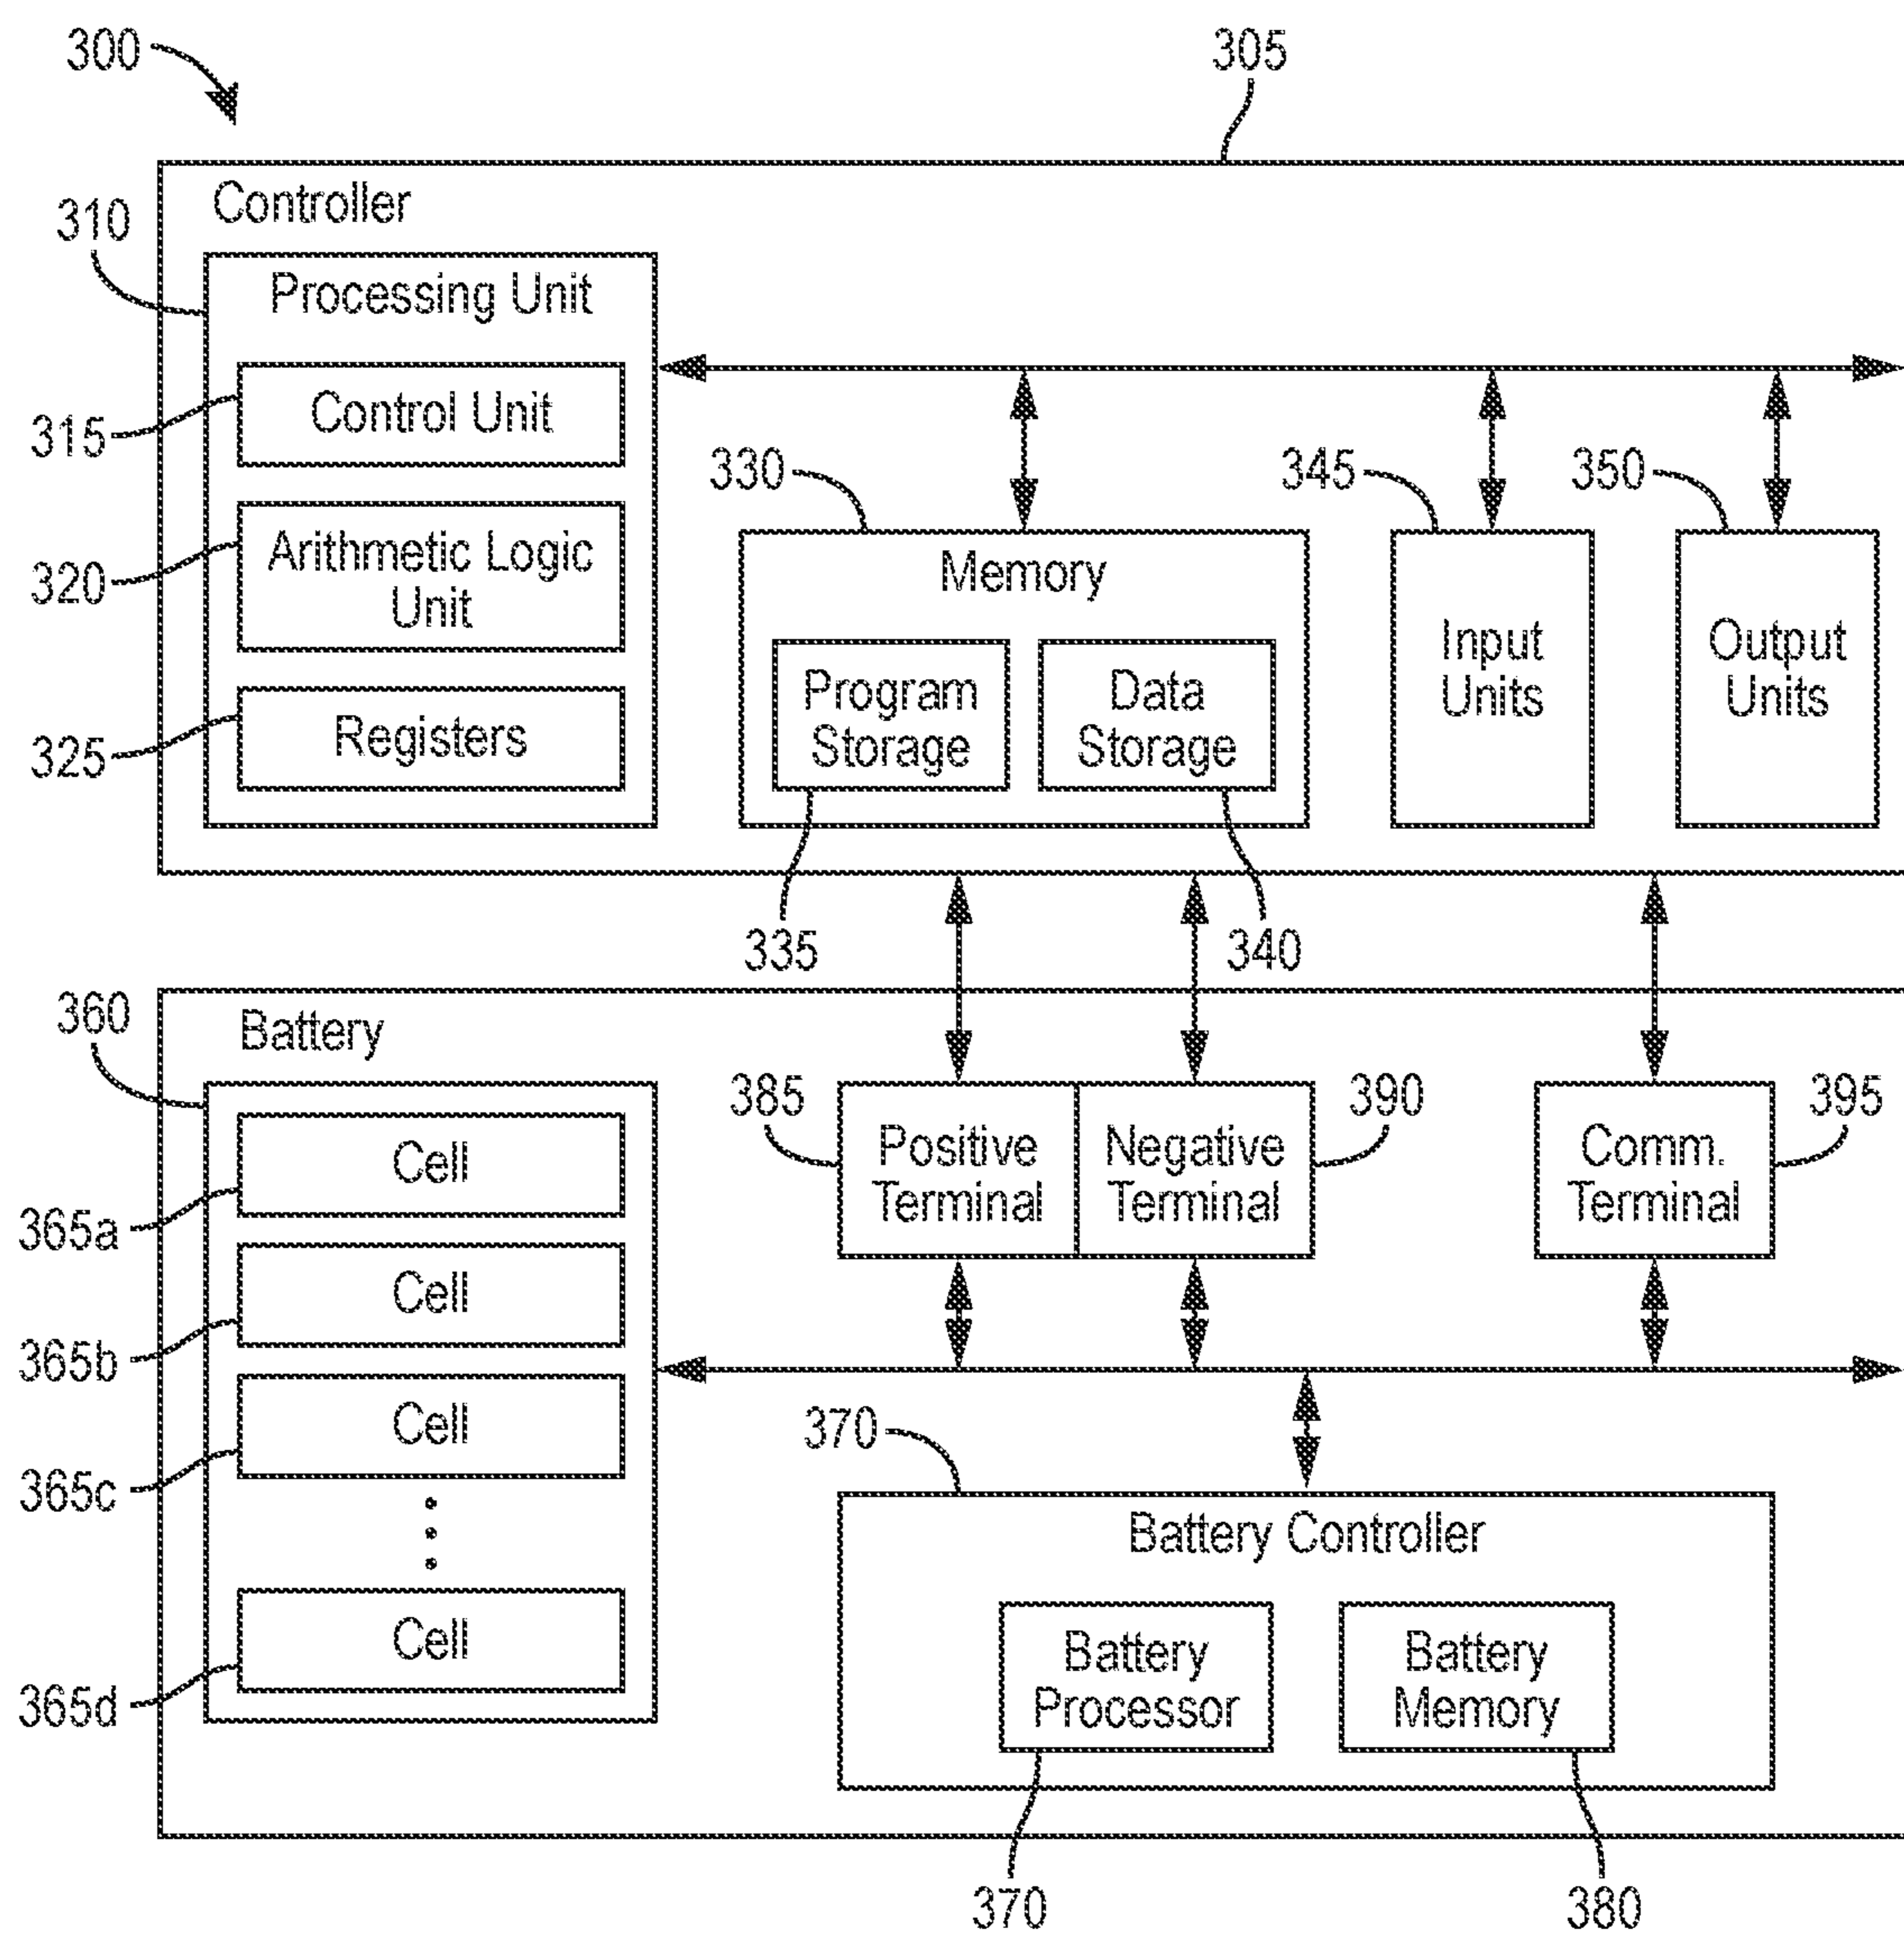 300
305
Controller
310
Processing Unit
Control Unit
315
330
345
350
Arithmetic Logic
Unit
320
Memory
Program
Storage
Data
Storage
Input
Units
Output
Units
Registers
325
335
340
360
Battery
385
390
395
Cell
365a
Positive
Terminal
Negative
Terminal
Comm.
Terminal
Cell
365b
Cell
365c
370
Battery Controller
Cell
365d
Battery
Processor
Battery
Memory
370
380